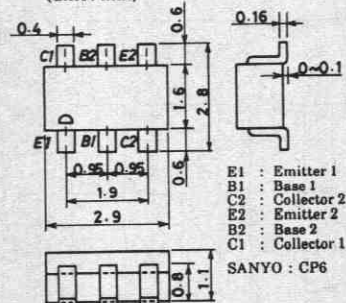 0.4
0.6
0.16
C1 B2 E2
0~0.1
1.6
2.8
E1 B1 C2
0.95 0.95
0.6
1.9
2.9
E1 : Emitter 1
B1 : Base 1
C2 : Collector 2
E2 : Emitter 2
B2 : Base 2
C1 : Collector 1
SANYO : CP6
0.8
1.1